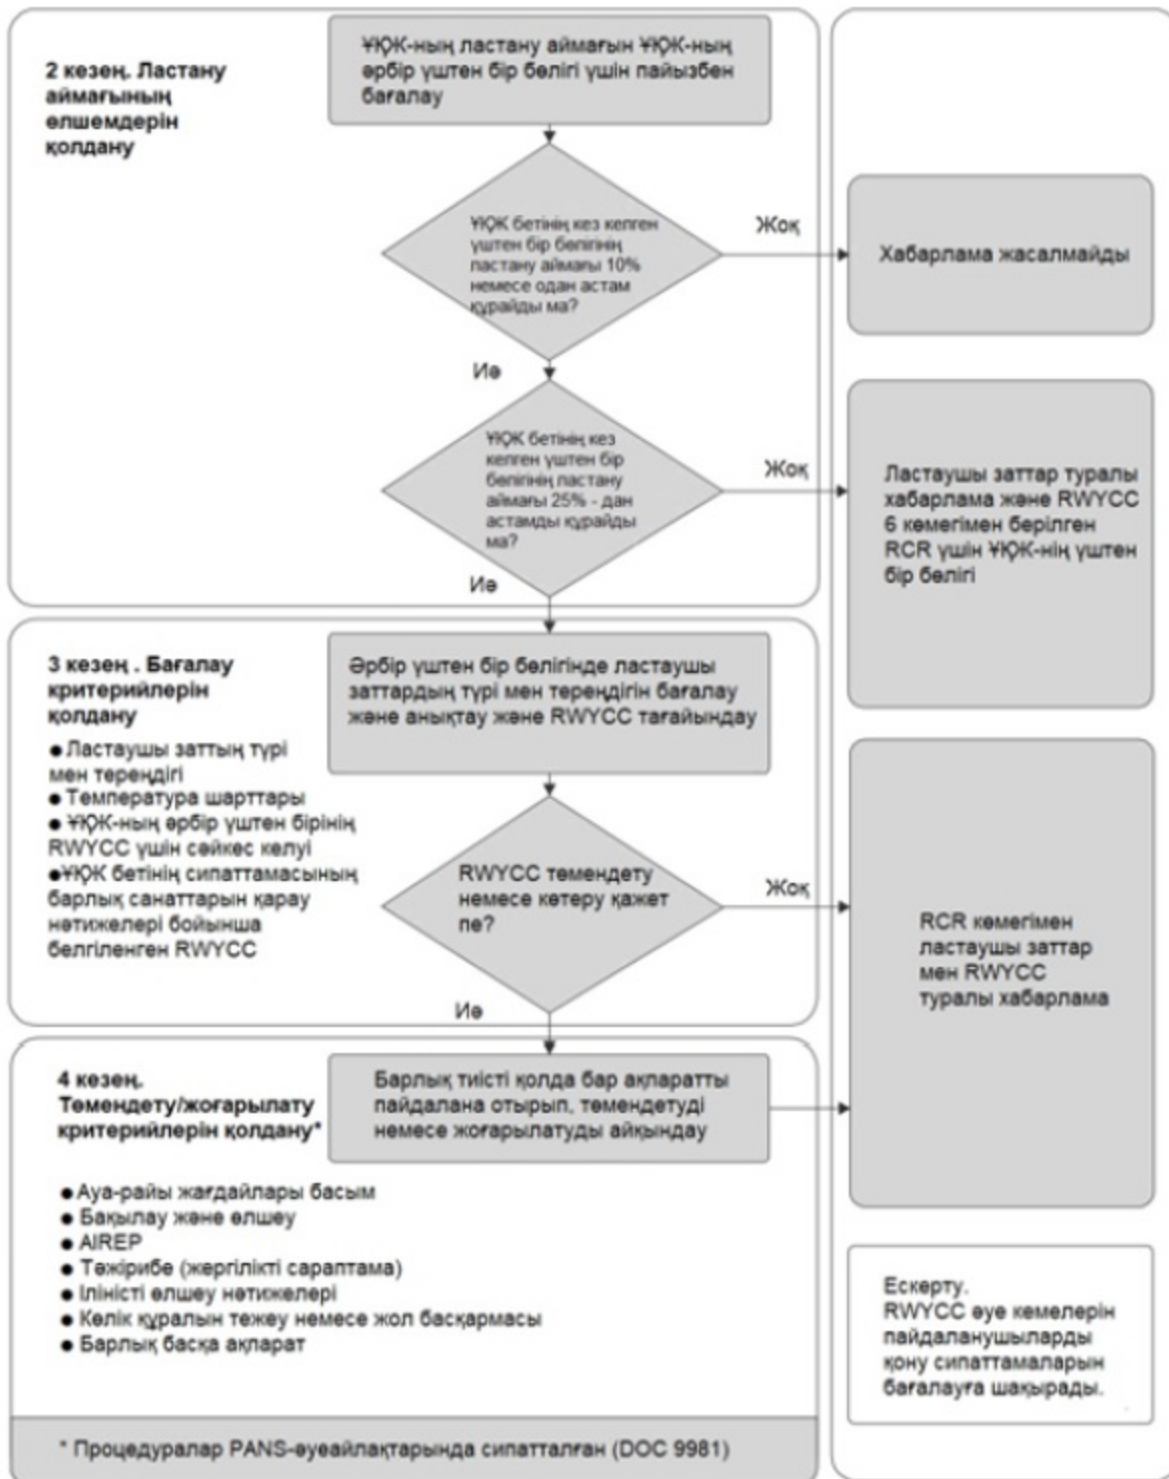 2 кезең. Ластану
аймағының
өлшемдерін
қолдану
ҰҚЖ-ның ластану аймағын ҰҚЖ-ның
әрбір үштен бір бөлігі үшін пайызбен
бағалау
ҰҚЖ бетінің кез келген
үштен бір бөлігінің
ластану аймағы 10%
немесе одан астам
құрайды ма?
Жоқ
Хабарлама жасалмайды
Иә
ҰҚЖ бетінің кез
келген үштен бір
бөлігінің ластану
аймағы 25% - дан
астамды құрайды
ма?
Жоқ
Ластаушы заттар туралы
хабарлама және RWYCC
6 көмегімен берілген
RCR үшін ҰҚЖ-нің үштен
бір бөлігі
Иә
3 кезең . Бағалау
критерийлерін
қолдану
● Ластаушы заттың түрі
мен тереңдігі
● Температура шарттары
● ҰҚЖ-ның әрбір үштен бірінің
RWYCC үшін сәйкес келуі
●ҰҚЖ бетінің сипаттамасының
барлық санаттарын қарау
нәтижелері бойынша
белгіленген RWYCC
Әрбір үштен бір бөлігінде ластаушы
заттардың түрі мен тереңдігін бағалау
және анықтау және RWYCC тағайындау
RWYCC төмендету
немесе көтеру қажет
пе?
Жоқ
RCR көмегімен
ластаушы заттар
мен RWYCC
туралы хабарлама
Иә
4 кезең.
Төмендету/жоғарылату
критерийлерін қолдану*
Барлық тиісті қолда бар ақпаратты
пайдалана отырып, төмендетуді
немесе жоғарылатуды айқындау
● Ауа-райы жағдайлары басым
● Бақылау және өлшеу
● AIREP
● Тәжірибе (жергілікті сараптама)
● Іліністі өлшеу нәтижелері
● Көлік құралын тежеу немесе жол басқармасы
● Барлық басқа ақпарат
Ескерту.
RWYCC әуе кемелерін
пайдаланушыларды
қону сипаттамаларын
бағалауға шақырады.
* Процедуралар PANS-әуеайлақтарында сипатталған (DOC 9981)